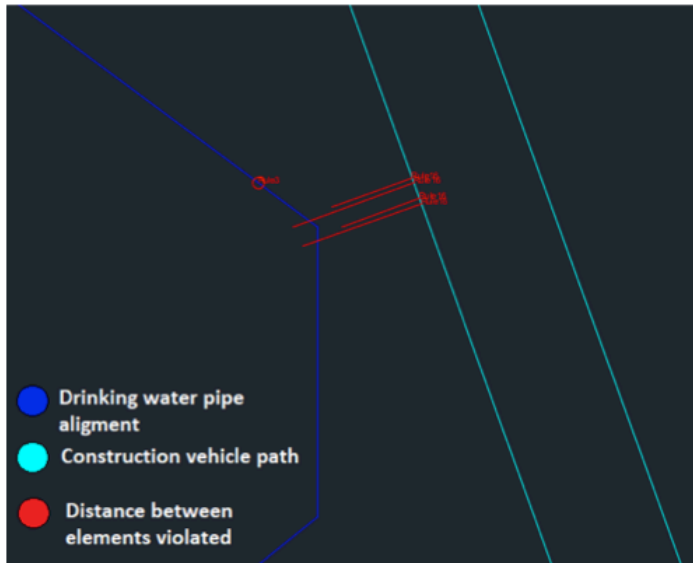 Drinking water pipe
aligment
Construction vehicle path
Distance between
elements violated